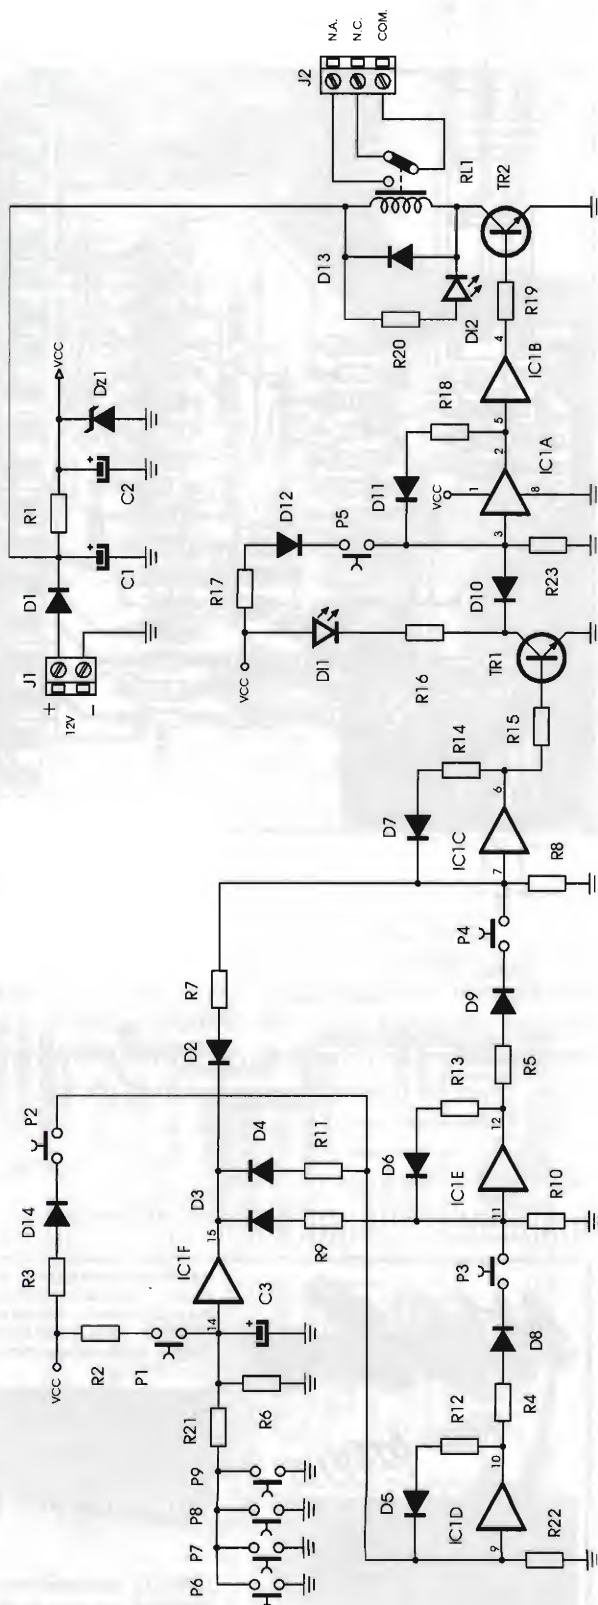 N.A.
N.C.
COM.
J2
RL1
TR2
D13
R20
DI2
R19
4
IC1B
VCC
Dz1
R1
C2
+
C1
+
D1
J1
+
12V
−
R18
D11
5
2
IC1A
VCC
1
8
3
P5
D12
R17
VCC
D10
R23
DI1
R16
TR1
R15
R14
D7
6
IC1C
7
R8
P4
D9
R7
D2
R5
R13
12
D6
IC1E
11
R10
P2
D4
R11
D3
D14
R9
15
IC1F
R3
C3
+
14
VCC
R2
P1
R6
R21
P9
P8
P7
P6
P3
D8
R4
R12
10
D5
IC1D
9
R22